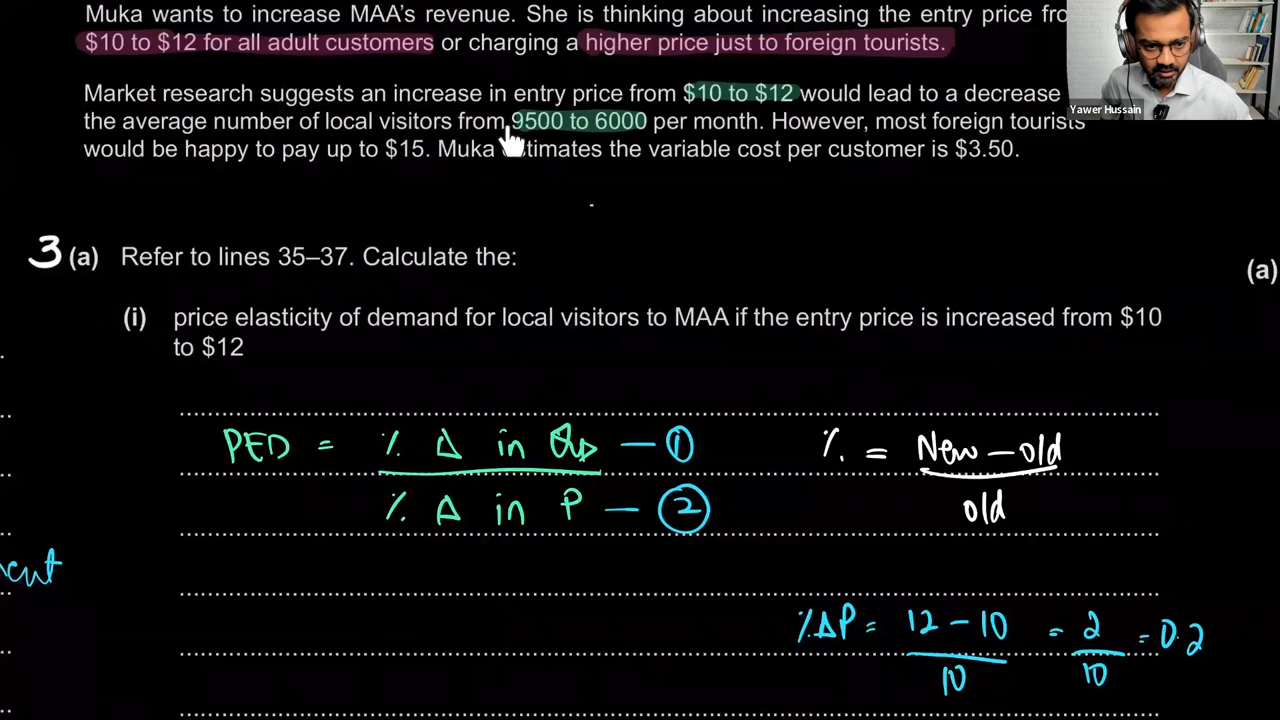 Muka wants to increase MAA's revenue. She is thinking about increasing the entry price fro
$10 to $12 for all adult customers or charging a higher price just to foreign tourists.
Market research suggests an increase in entry price from $10 to $12 would lead to a decrease
the average number of local visitors from 9500 to 6000 per month. However, most foreign tourists
would be happy to pay up to $15. Muka estimates the variable cost per customer is $3.50.
Yawer Hussain
3 (a) Refer to lines 35–37. Calculate the:
(a)
(i) price elasticity of demand for local visitors to MAA if the entry price is increased from $10
to $12
PED = % Δ in QD — ①
% Δ in P — ②
% = New – old
old
%ΔP = 12 – 10 = 2 = 0.2
10 10